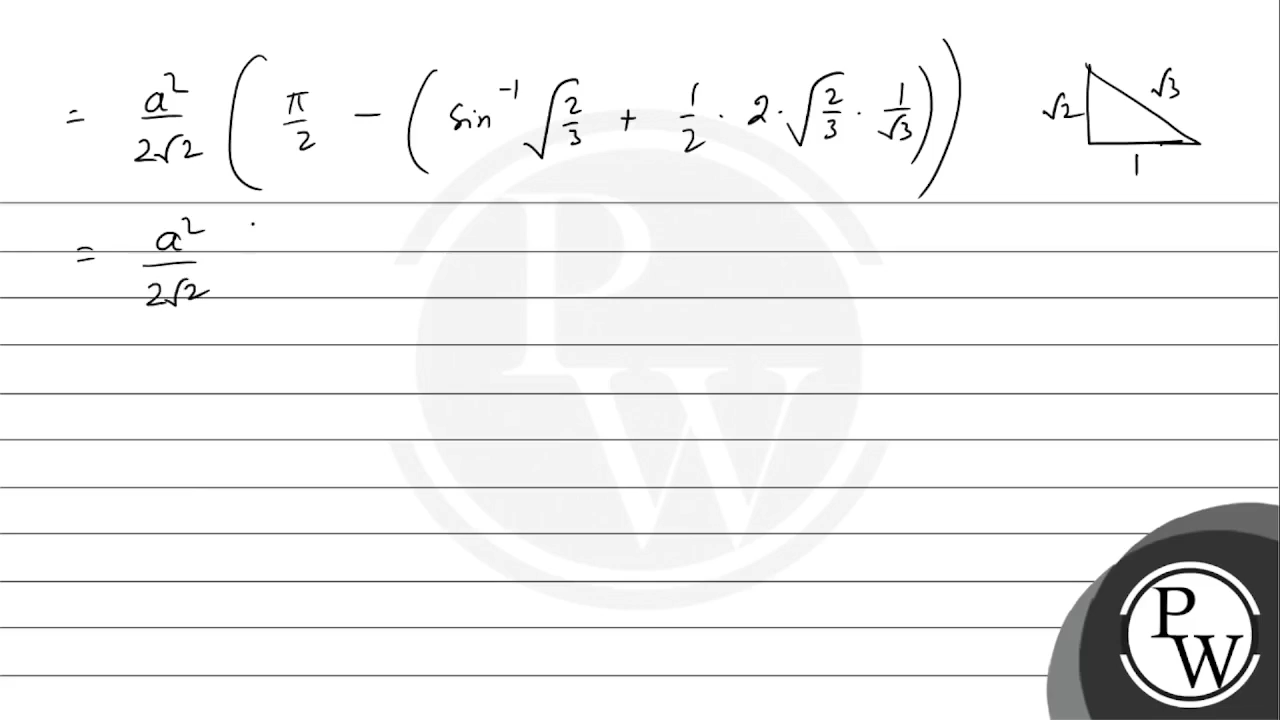 = a²/2√2 ( π/2 − ( sin⁻¹ √(2/3) + 1/2 · 2 · √(2/3) · 1/√3 ) )
√2 √3
1
= a²/2√2
PW
PW